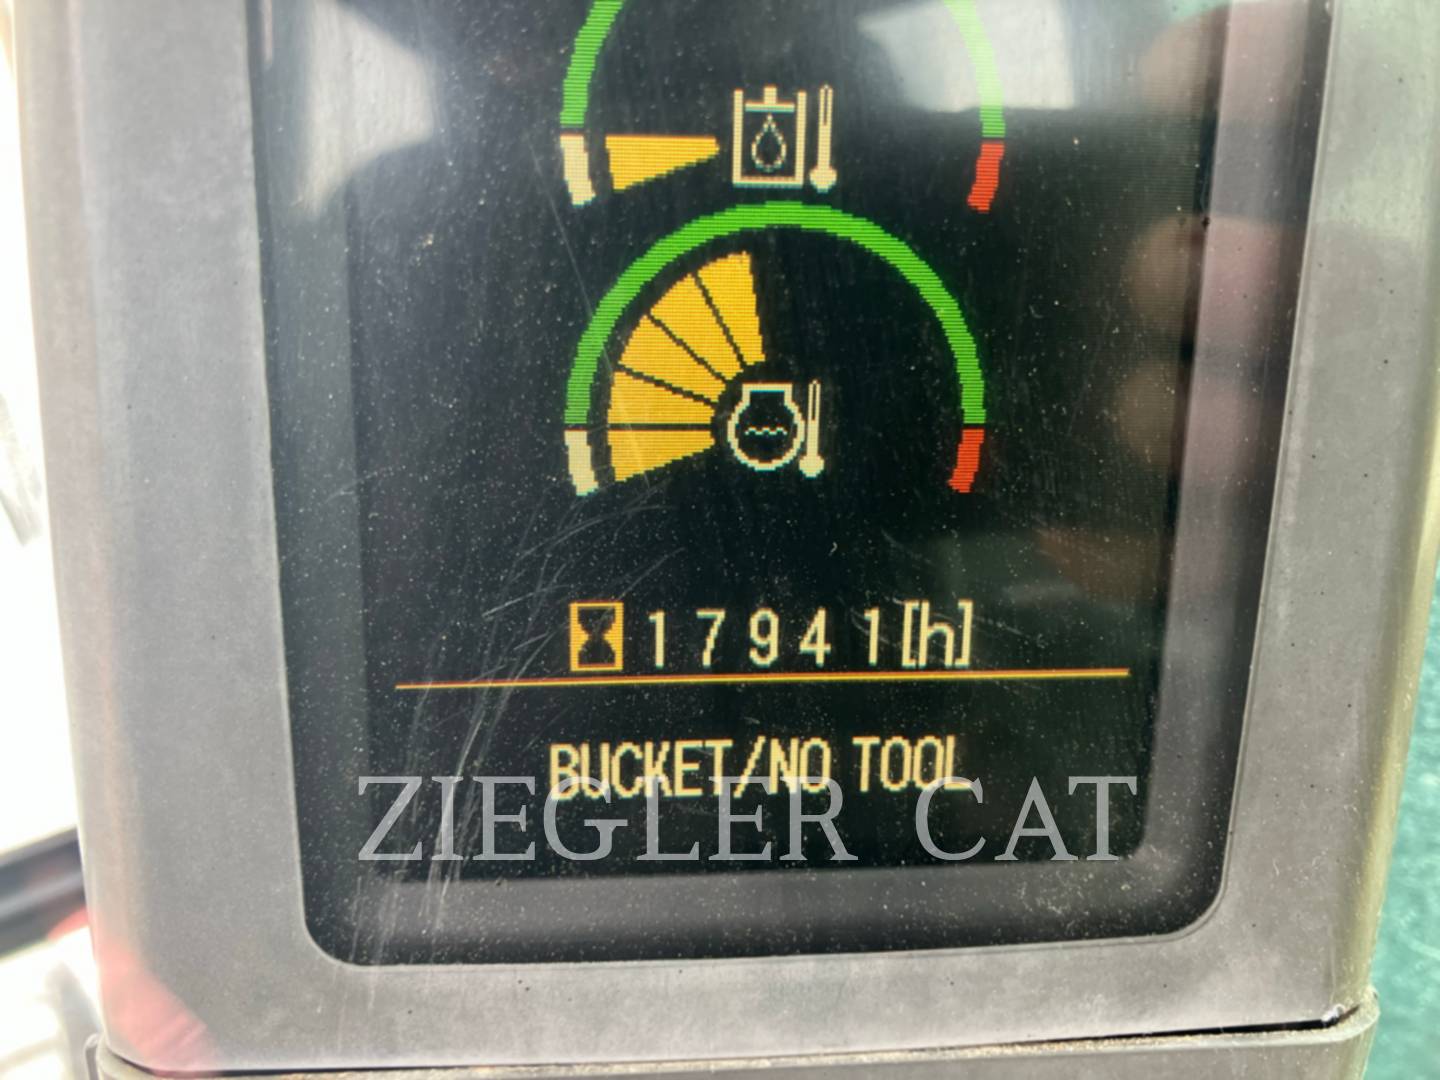 17941[h]
BUCKET/NO TOOL
ZIEGLER CAT